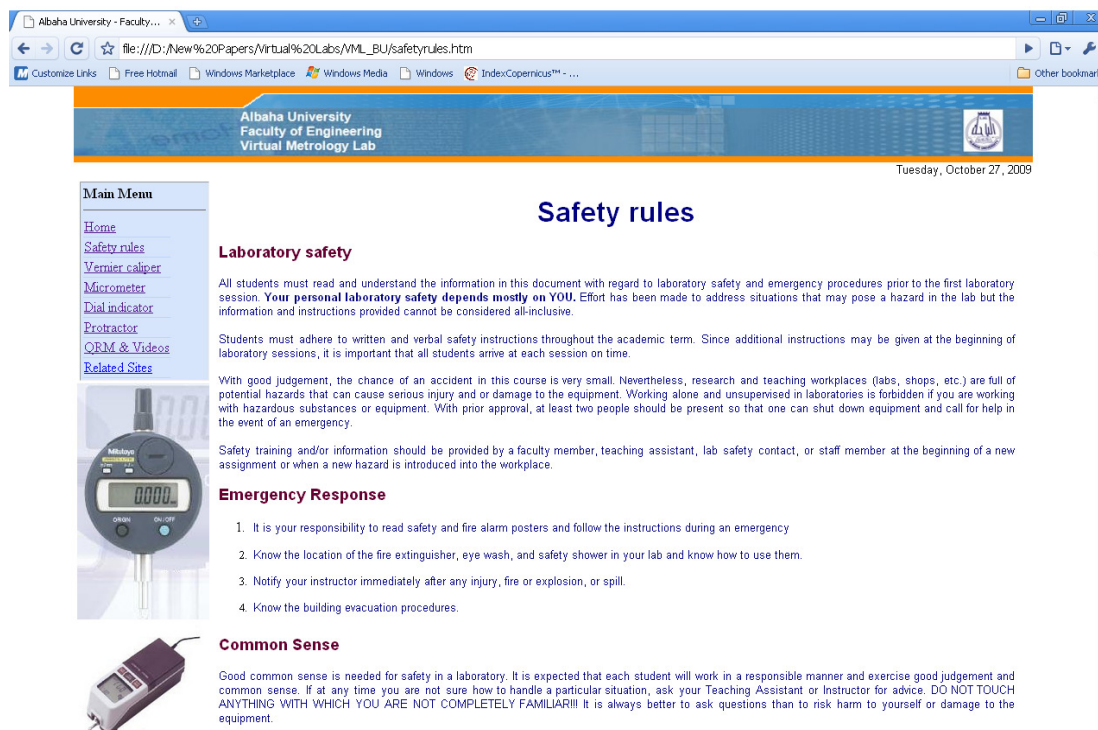 Albaha University - Faculty...
file:///D:/New%20Papers/Virtual%20Labs/VML_BU/safetyrules.htm
Customize Links Free Hotmail Windows Marketplace Windows Media Windows IndexCopernicus™ - ... Other bookmar
Albaha University
Faculty of Engineering
Virtual Metrology Lab
Tuesday, October 27, 2009
Main Menu
Home
Safety rules
Vernier caliper
Micrometer
Dial indicator
Protractor
QRM & Videos
Related Sites
Mitutoyo
0.000
ORIGIN ON/OFF
Safety rules
Laboratory safety
All students must read and understand the information in this document with regard to laboratory safety and emergency procedures prior to the first laboratory
session. Your personal laboratory safety depends mostly on YOU. Effort has been made to address situations that may pose a hazard in the lab but the
information and instructions provided cannot be considered all-inclusive.
Students must adhere to written and verbal safety instructions throughout the academic term. Since additional instructions may be given at the beginning of
laboratory sessions, it is important that all students arrive at each session on time.
With good judgement, the chance of an accident in this course is very small. Nevertheless, research and teaching workplaces (labs, shops, etc.) are full of
potential hazards that can cause serious injury and or damage to the equipment. Working alone and unsupervised in laboratories is forbidden if you are working
with hazardous substances or equipment. With prior approval, at least two people should be present so that one can shut down equipment and call for help in
the event of an emergency.
Safety training and/or information should be provided by a faculty member, teaching assistant, lab safety contact, or staff member at the beginning of a new
assignment or when a new hazard is introduced into the workplace.
Emergency Response
1. It is your responsibility to read safety and fire alarm posters and follow the instructions during an emergency
2. Know the location of the fire extinguisher, eye wash, and safety shower in your lab and know how to use them.
3. Notify your instructor immediately after any injury, fire or explosion, or spill.
4. Know the building evacuation procedures.
Common Sense
Good common sense is needed for safety in a laboratory. It is expected that each student will work in a responsible manner and exercise good judgement and
common sense. If at any time you are not sure how to handle a particular situation, ask your Teaching Assistant or Instructor for advice. DO NOT TOUCH
ANYTHING WITH WHICH YOU ARE NOT COMPLETELY FAMILIAR!!! It is always better to ask questions than to risk harm to yourself or damage to the
equipment.